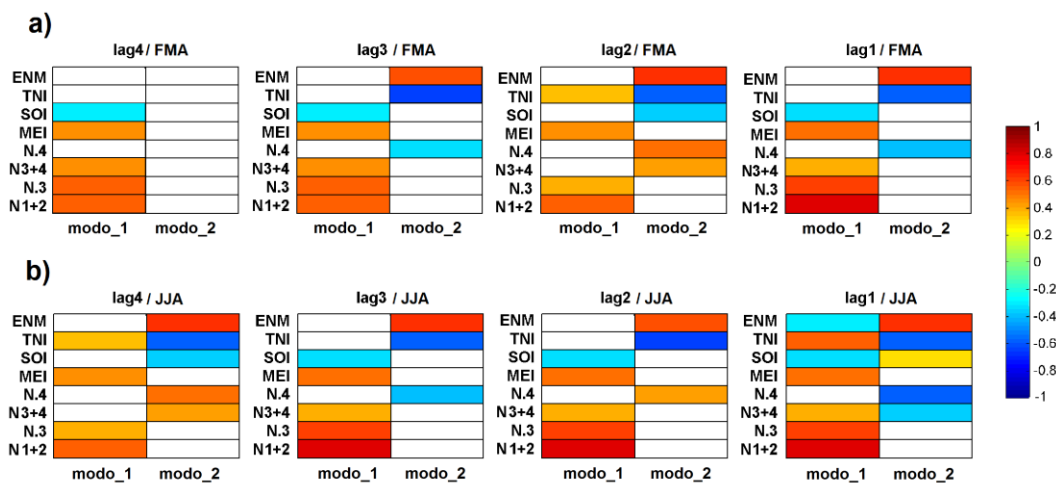 a)
lag4 / FMA
lag3 / FMA
lag2 / FMA
lag1 / FMA
ENM
TNI
SOI
MEI
N.4
N3+4
N.3
N1+2
modo_1 modo_2
ENM
TNI
SOI
MEI
N.4
N3+4
N.3
N1+2
modo_1 modo_2
ENM
TNI
SOI
MEI
N.4
N3+4
N.3
N1+2
modo_1 modo_2
ENM
TNI
SOI
MEI
N.4
N3+4
N.3
N1+2
modo_1 modo_2
1
0.8
0.6
0.4
0.2
0
-0.2
-0.4
-0.6
-0.8
-1
b)
lag4 / JJA
lag3 / JJA
lag2 / JJA
lag1 / JJA
ENM
TNI
SOI
MEI
N.4
N3+4
N.3
N1+2
modo_1 modo_2
ENM
TNI
SOI
MEI
N.4
N3+4
N.3
N1+2
modo_1 modo_2
ENM
TNI
SOI
MEI
N.4
N3+4
N.3
N1+2
modo_1 modo_2
ENM
TNI
SOI
MEI
N.4
N3+4
N.3
N1+2
modo_1 modo_2